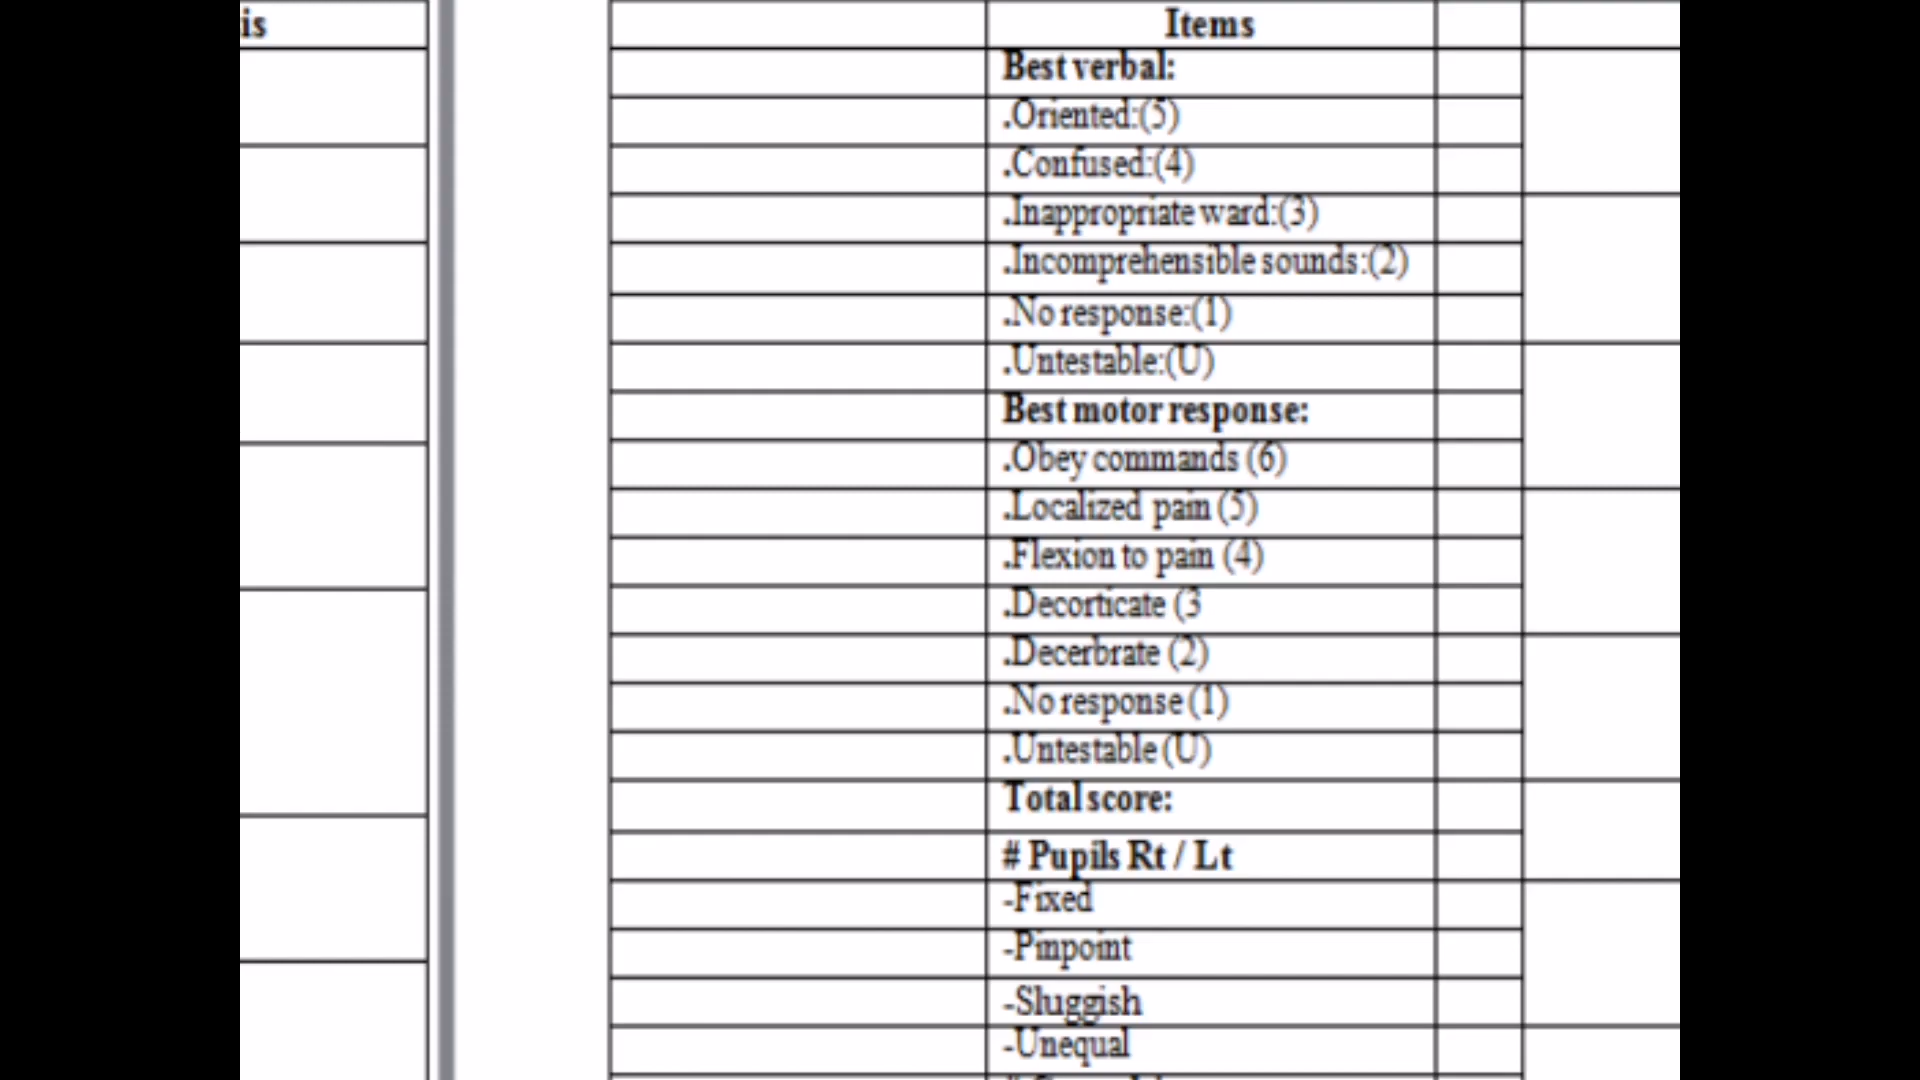 is
Items
Best verbal:
.Oriented:(5)
.Confused:(4)
.Inappropriate ward:(3)
.Incomprehensible sounds:(2)
.No response:(1)
.Untestable:(U)
Best motor response:
.Obey commands (6)
.Localized pain (5)
.Flexion to pain (4)
.Decorticate (3
.Decerbrate (2)
.No response (1)
.Untestable (U)
Total score:
# Pupils Rt / Lt
-Fixed
-Pinpoint
-Sluggish
-Unequal